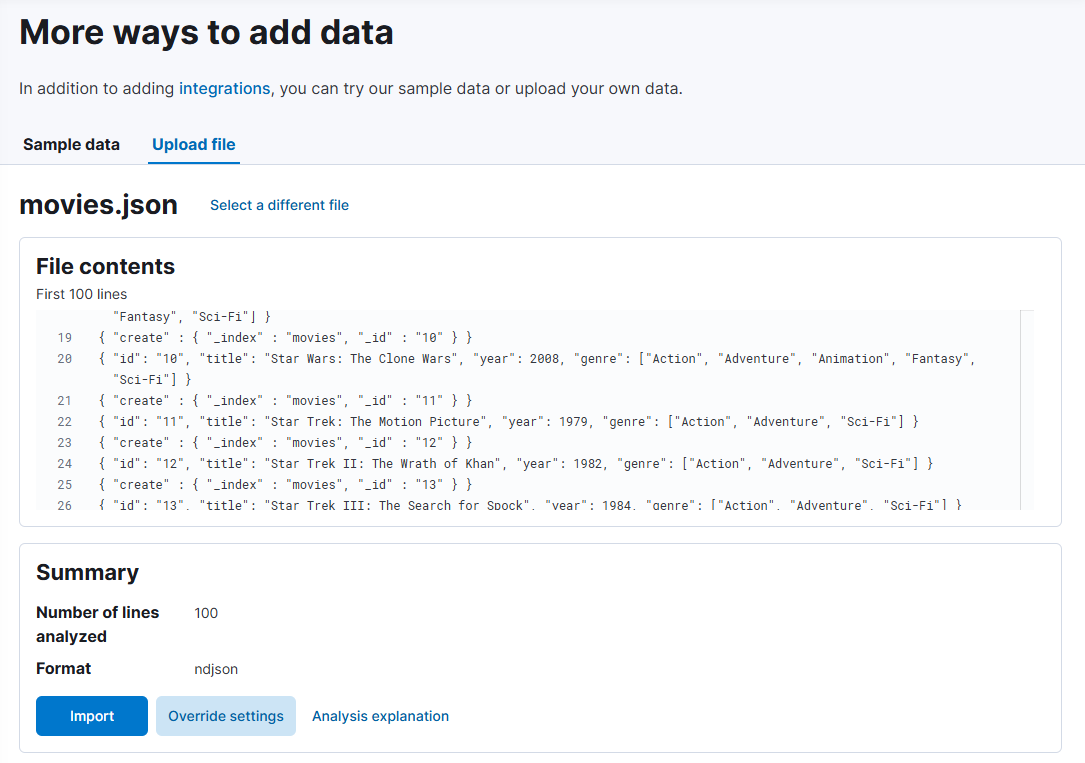 More ways to add data
In addition to adding integrations, you can try our sample data or upload your own data.
Sample data Upload file
movies.json Select a different file
File contents
First 100 lines
"Fantasy", "Sci-Fi"] }
19 { "create" : { "_index" : "movies", "_id" : "10" } }
20 { "id": "10", "title": "Star Wars: The Clone Wars", "year": 2008, "genre": ["Action", "Adventure", "Animation", "Fantasy",
"Sci-Fi"] }
21 { "create" : { "_index" : "movies", "_id" : "11" } }
22 { "id": "11", "title": "Star Trek: The Motion Picture", "year": 1979, "genre": ["Action", "Adventure", "Sci-Fi"] }
23 { "create" : { "_index" : "movies", "_id" : "12" } }
24 { "id": "12", "title": "Star Trek II: The Wrath of Khan", "year": 1982, "genre": ["Action", "Adventure", "Sci-Fi"] }
25 { "create" : { "_index" : "movies", "_id" : "13" } }
26 { "id": "13", "title": "Star Trek III: The Search for Spock", "year": 1984, "genre": ["Action", "Adventure", "Sci-Fi"] }
Summary
Number of lines analyzed 100
Format ndjson
Import Override settings Analysis explanation